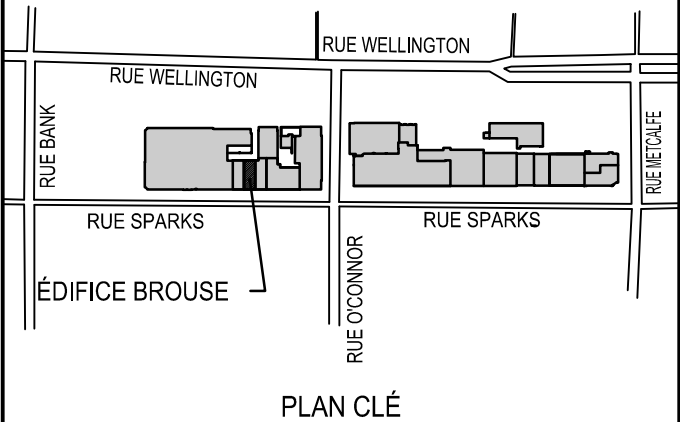 RUE WELLINGTON
RUE WELLINGTON
RUE BANK
RUE METCALFE
RUE SPARKS
RUE SPARKS
ÉDIFICE BROUSE
RUE O'CONNOR
PLAN CLÉ